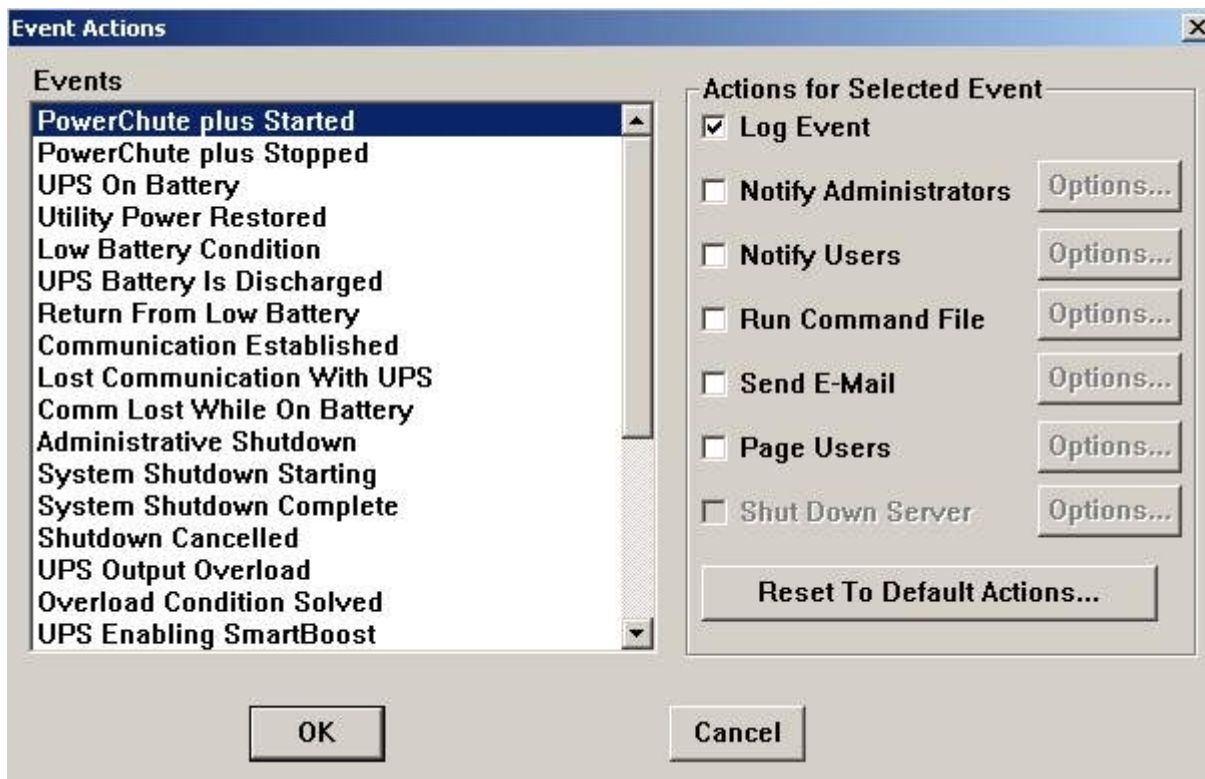 Event Actions
Events
PowerChute plus Started
PowerChute plus Stopped
UPS On Battery
Utility Power Restored
Low Battery Condition
UPS Battery Is Discharged
Return From Low Battery
Communication Established
Lost Communication With UPS
Comm Lost While On Battery
Administrative Shutdown
System Shutdown Starting
System Shutdown Complete
Shutdown Cancelled
UPS Output Overload
Overload Condition Solved
UPS Enabling SmartBoost
Actions for Selected Event
Log Event
Notify Administrators Options...
Notify Users Options...
Run Command File Options...
Send E-Mail Options...
Page Users Options...
Shut Down Server Options...
Reset To Default Actions...
OK Cancel